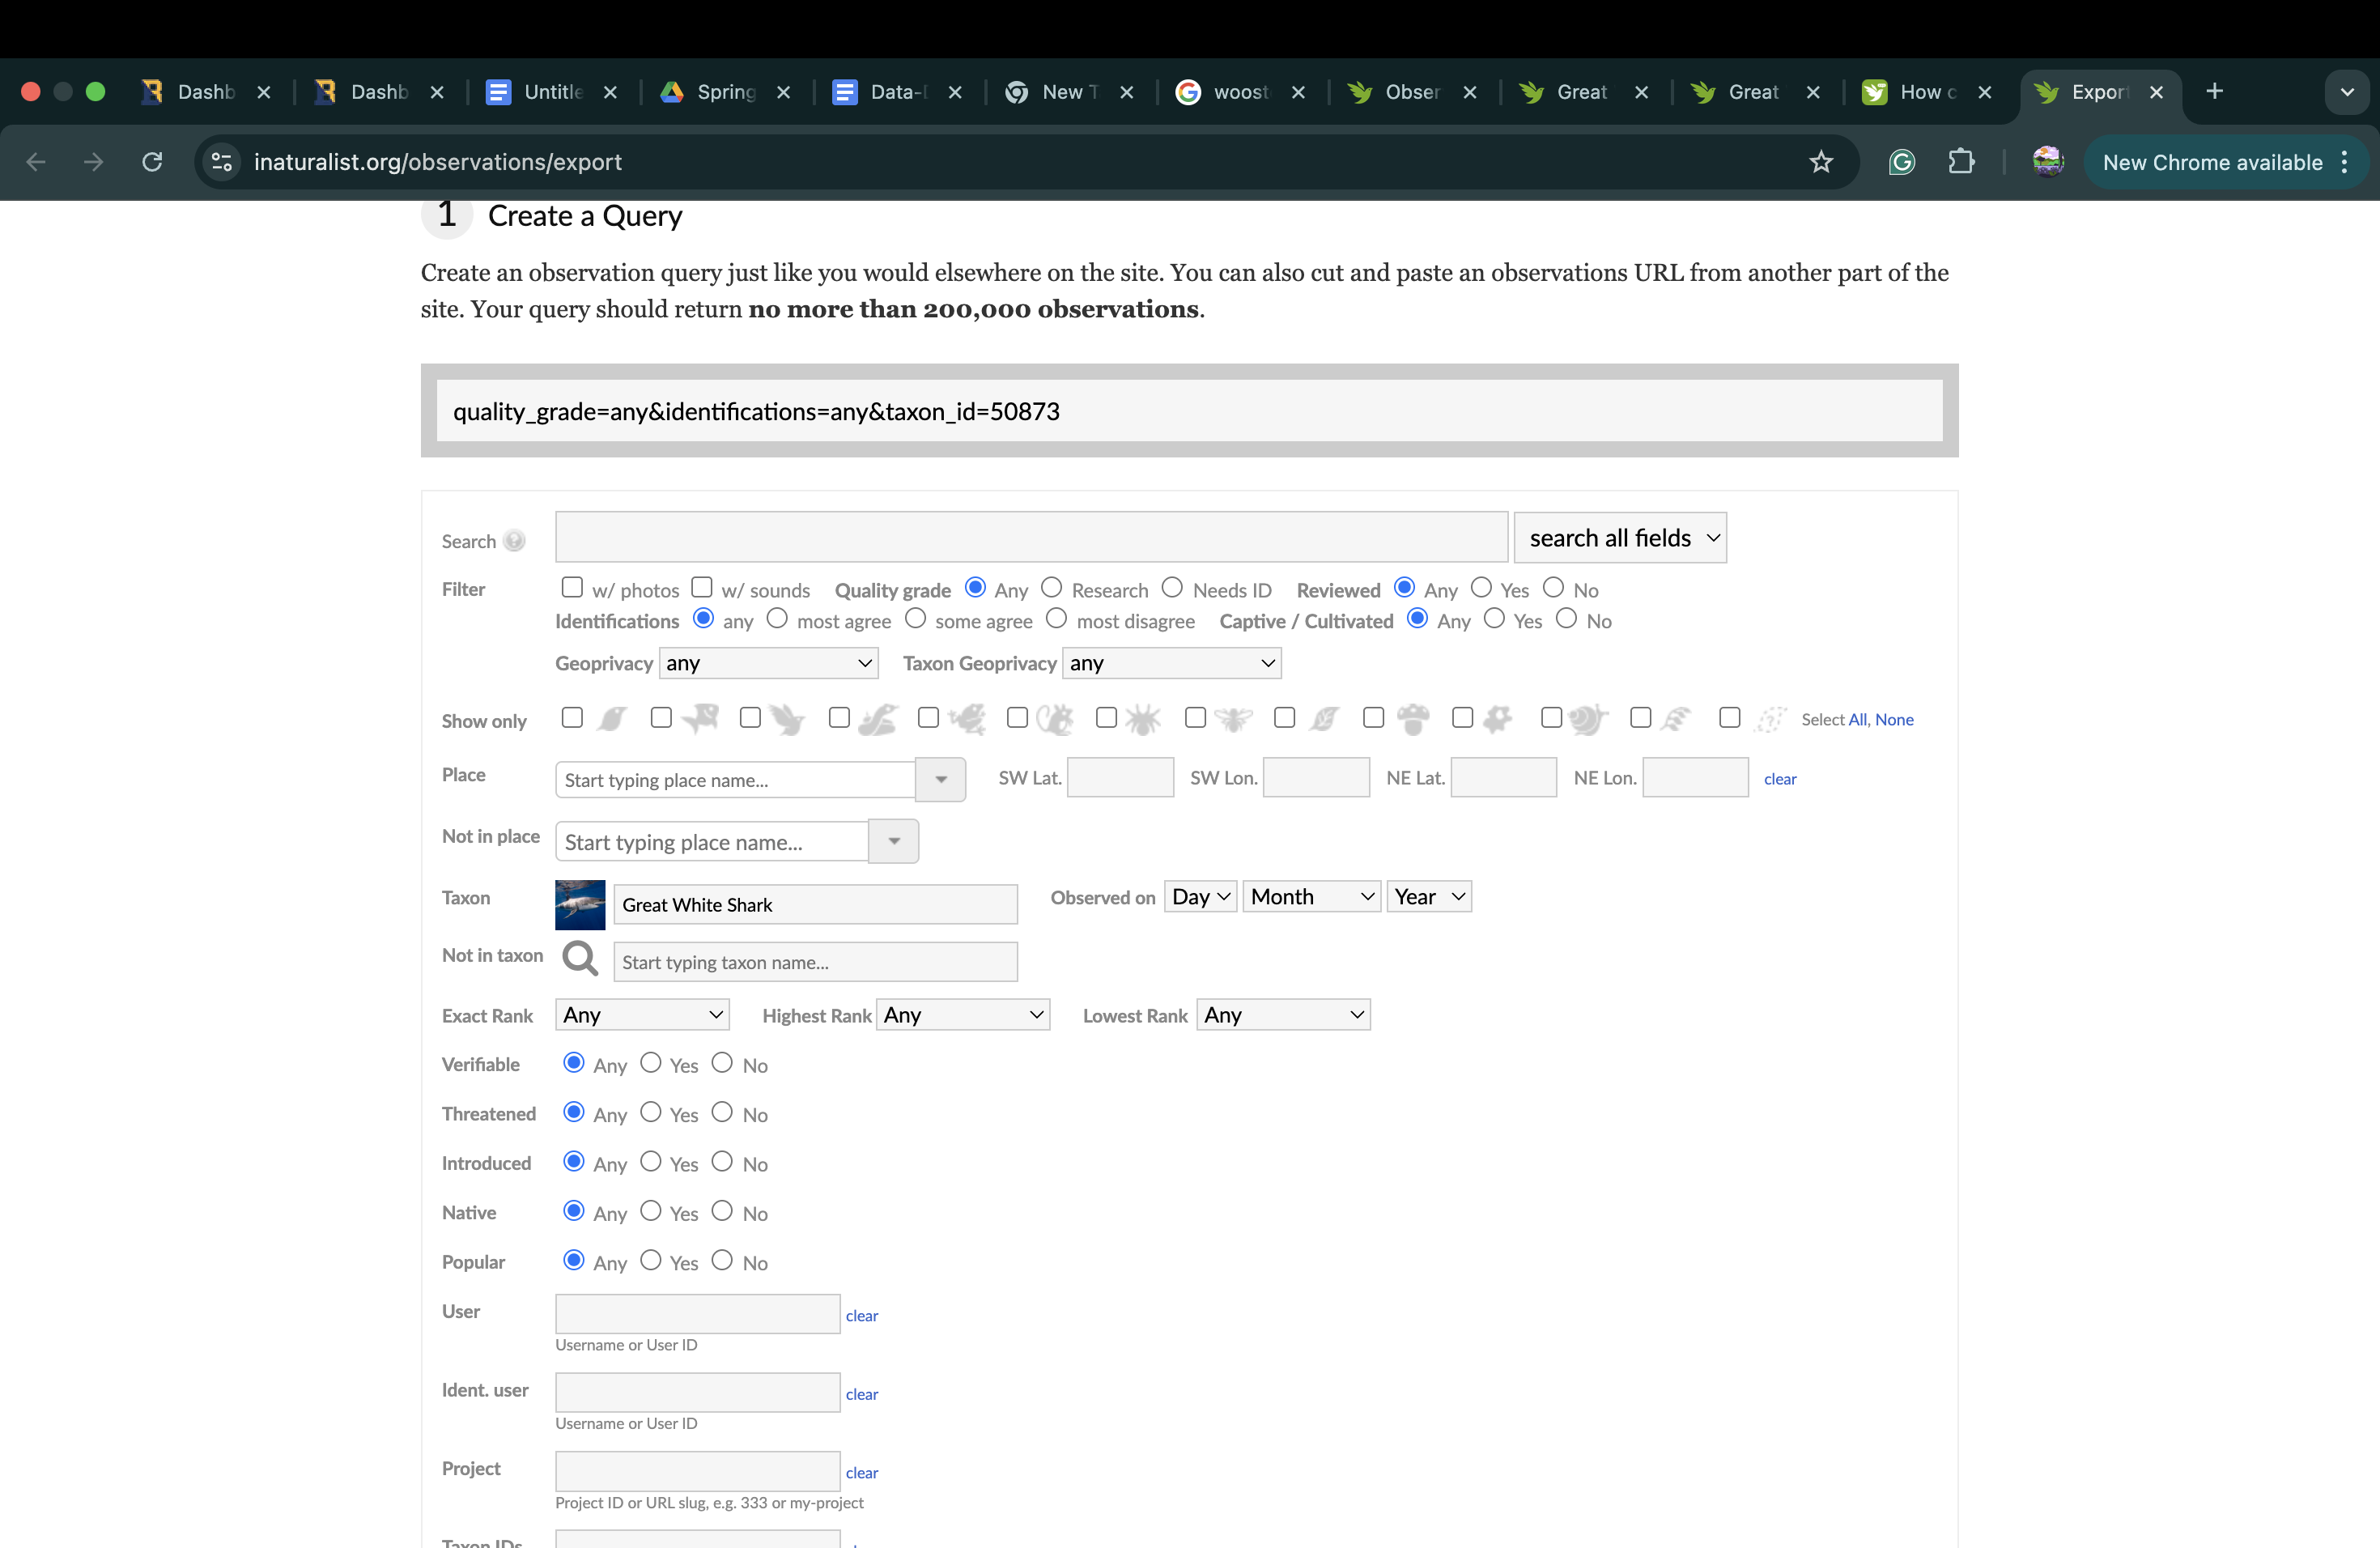 Dashb
Dashb
Untitle
Spring
Data-
New T
woost
Obser
Great
Great
How c
Export
inaturalist.org/observations/export
New Chrome available
1 Create a Query
Create an observation query just like you would elsewhere on the site. You can also cut and paste an observations URL from another part of the
site. Your query should return no more than 200,000 observations.
quality_grade=any&identifications=any&taxon_id=50873
Search search all fields
Filter w/ photos w/ sounds Quality grade Any Research Needs ID Reviewed Any Yes No
Identifications any most agree some agree most disagree Captive / Cultivated Any Yes No
Geoprivacy any Taxon Geoprivacy any
Show only Select All, None
Place Start typing place name... SW Lat. SW Lon. NE Lat. NE Lon. clear
Not in place Start typing place name...
Taxon Great White Shark Observed on Day Month Year
Not in taxon Start typing taxon name...
Exact Rank Any Highest Rank Any Lowest Rank Any
Verifiable Any Yes No
Threatened Any Yes No
Introduced Any Yes No
Native Any Yes No
Popular Any Yes No
User clear
Username or User ID
Ident. user clear
Username or User ID
Project clear
Project ID or URL slug, e.g. 333 or my-project
Taxon IDs